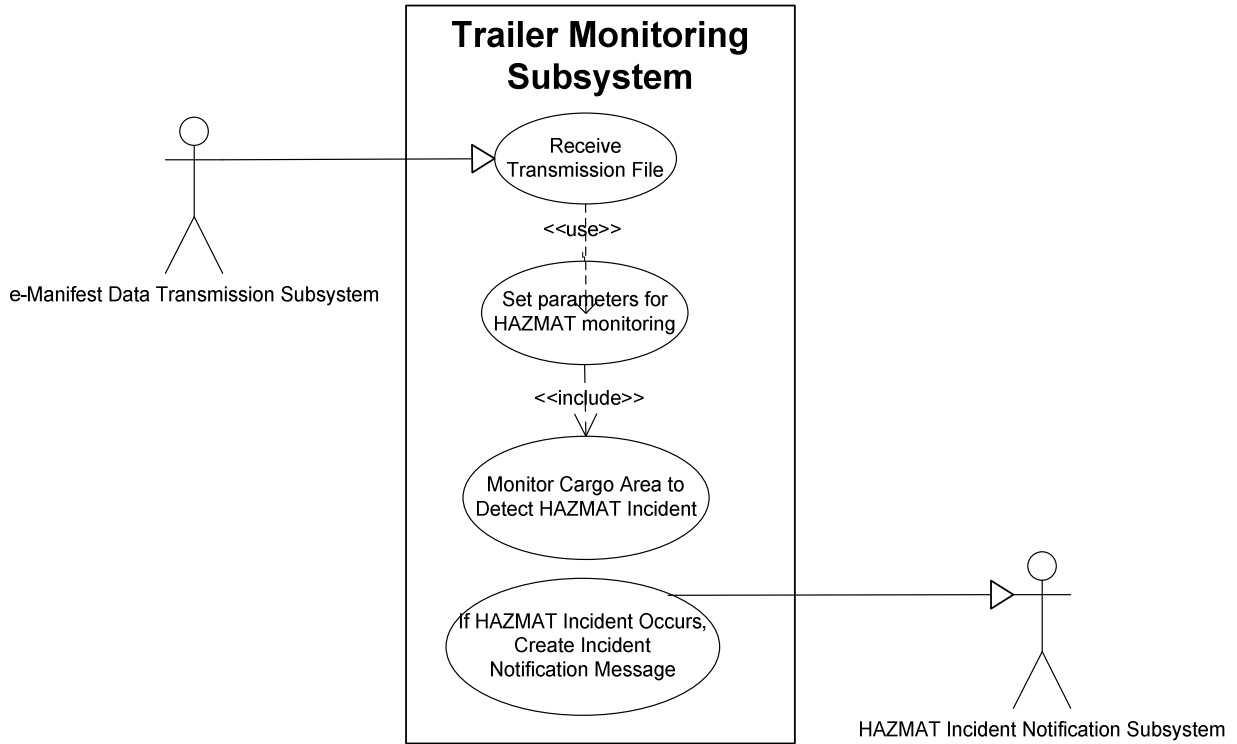 Trailer Monitoring
Subsystem
Receive
Transmission File
<<use>>
e-Manifest Data Transmission Subsystem
Set parameters for
HAZMAT monitoring
<<include>>
Monitor Cargo Area to
Detect HAZMAT Incident
If HAZMAT Incident Occurs,
Create Incident
Notification Message
HAZMAT Incident Notification Subsystem